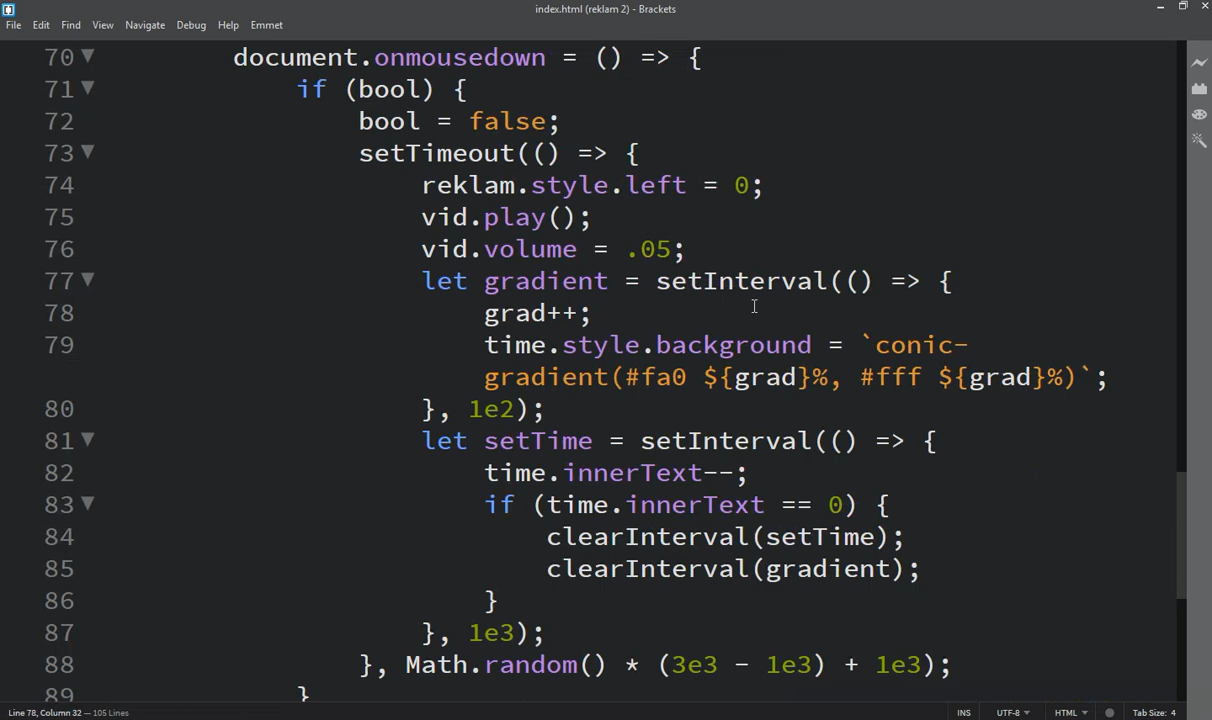 index.html (reklam 2) - Brackets
File Edit Find View Navigate Debug Help Emmet
70 document.onmousedown = () => {
71 if (bool) {
72 bool = false;
73 setTimeout(() => {
74 reklam.style.left = 0;
75 vid.play();
76 vid.volume = .05;
77 let gradient = setInterval(() => {
78 grad++;
79 time.style.background = `conic-
gradient(#fa0 ${grad}%, #fff ${grad}%)`;
80 }, 1e2);
81 let setTime = setInterval(() => {
82 time.innerText--;
83 if (time.innerText == 0) {
84 clearInterval(setTime);
85 clearInterval(gradient);
86 }
87 }, 1e3);
88 }, Math.random() * (3e3 - 1e3) + 1e3);
89 }
Line 78, Column 32 — 105 Lines INS UTF-8 HTML Tab Size: 4